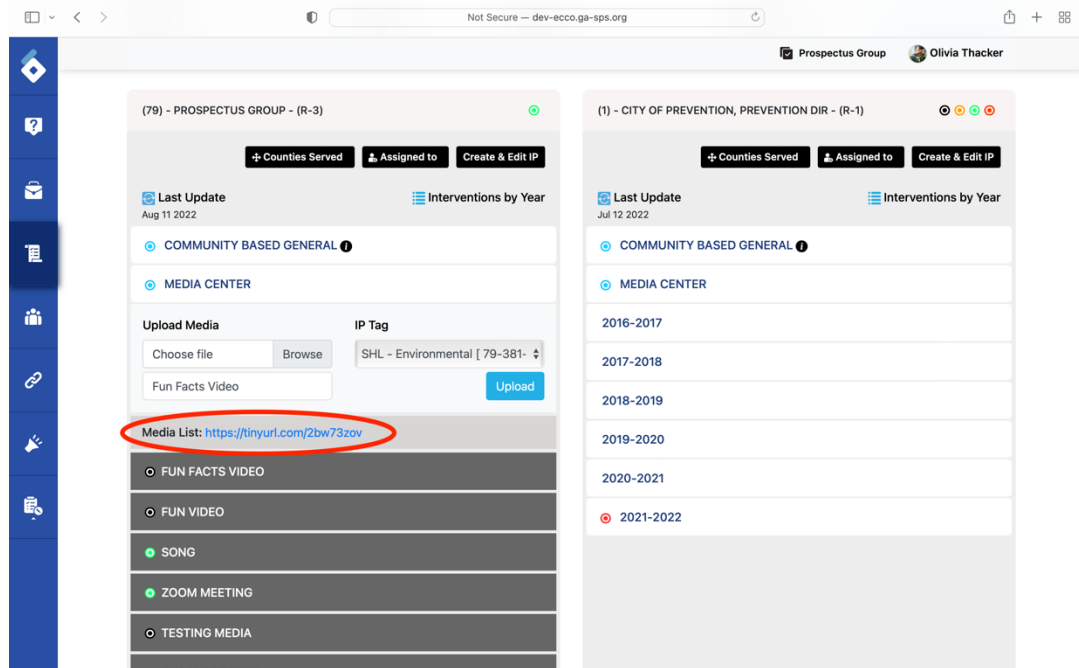 Not Secure — dev-ecco.ga-sps.org
Prospectus Group
Olivia Thacker
(79) - PROSPECTUS GROUP - (R-3)
Counties Served
Assigned to
Create & Edit IP
Last Update
Interventions by Year
Aug 11 2022
COMMUNITY BASED GENERAL
MEDIA CENTER
Upload Media
IP Tag
Choose file
Browse
SHL - Environmental [ 79-381-
Fun Facts Video
Upload
Media List: https://tinyurl.com/2bw73zov
FUN FACTS VIDEO
FUN VIDEO
SONG
ZOOM MEETING
TESTING MEDIA
(1) - CITY OF PREVENTION, PREVENTION DIR - (R-1)
Counties Served
Assigned to
Create & Edit IP
Last Update
Interventions by Year
Jul 12 2022
COMMUNITY BASED GENERAL
MEDIA CENTER
2016-2017
2017-2018
2018-2019
2019-2020
2020-2021
2021-2022